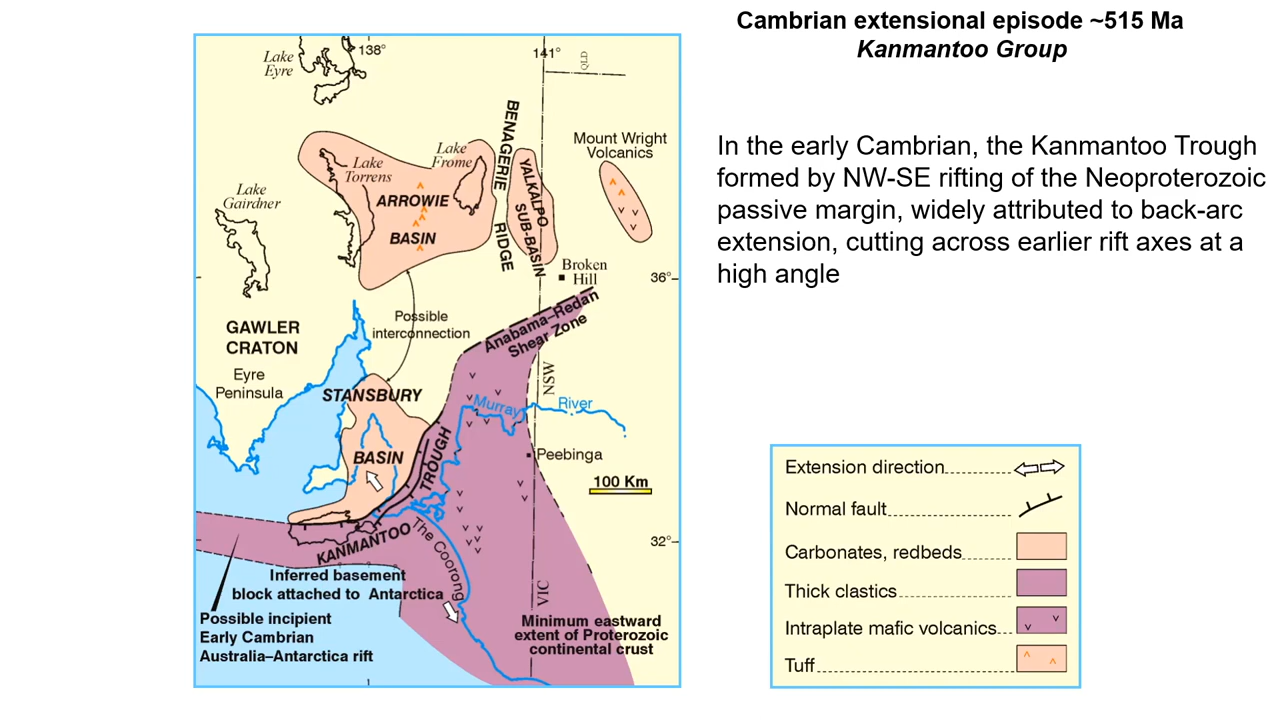 Cambrian extensional episode ~515 Ma
Kanmantoo Group
In the early Cambrian, the Kanmantoo Trough
formed by NW-SE rifting of the Neoproterozoic
passive margin, widely attributed to back-arc
extension, cutting across earlier rift axes at a
high angle
Lake
Eyre
138°
141°
QLD
BENAGERIE RIDGE
Mount Wright
Volcanics
Lake
Torrens
Lake
Frome
YALKALPO
SUB-BASIN
Lake
Gairdner
ARROWIE
BASIN
Broken
Hill
36°
Anabama–Redan
Shear Zone
GAWLER
CRATON
Possible
interconnection
Eyre
Peninsula
STANSBURY
BASIN
NSW
Murray River
TROUGH
Peebinga
100 Km
KANMANTOO
The Coorong
32°
Inferred basement
block attached to Antarctica
VIC
Possible incipient
Early Cambrian
Australia–Antarctica rift
Minimum eastward
extent of Proterozoic
continental crust
Extension direction
Normal fault
Carbonates, redbeds
Thick clastics
Intraplate mafic volcanics
Tuff